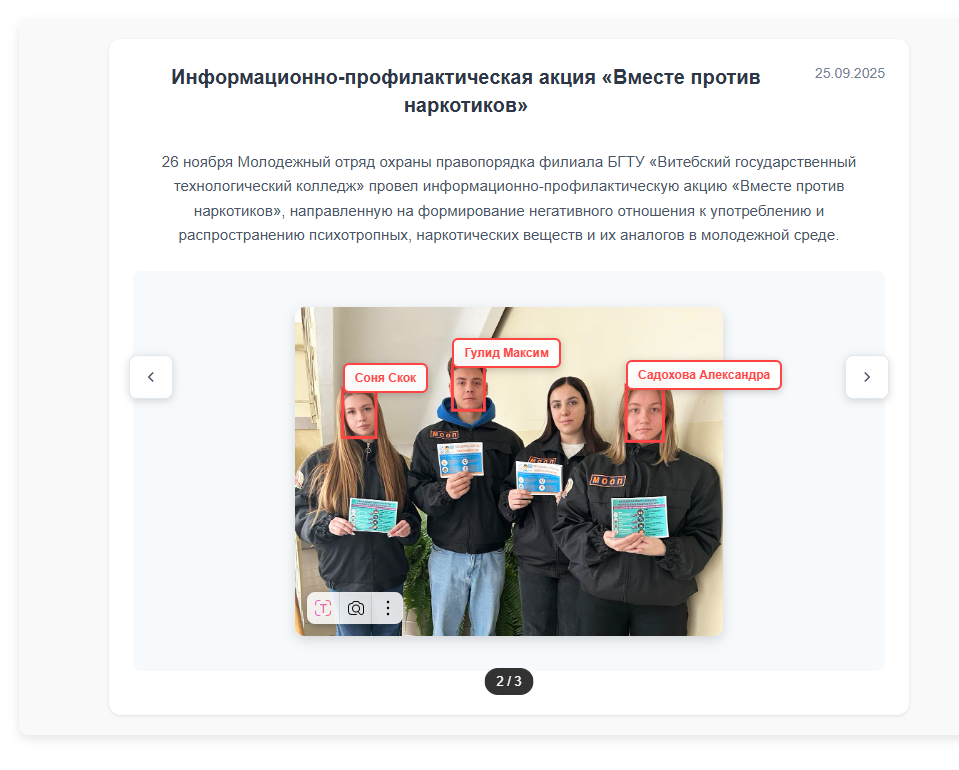 Информационно-профилактическая акция «Вместе против
наркотиков»
25.09.2025
26 ноября Молодежный отряд охраны правопорядка филиала БГТУ «Витебский государственный
технологический колледж» провел информационно-профилактическую акцию «Вместе против
наркотиков», направленную на формирование негативного отношения к употреблению и
распространению психотропных, наркотических веществ и их аналогов в молодежной среде.
Гулид Максим
Соня Скок
Садохова Александра
МООП
МООП
МООП
T
2 / 3